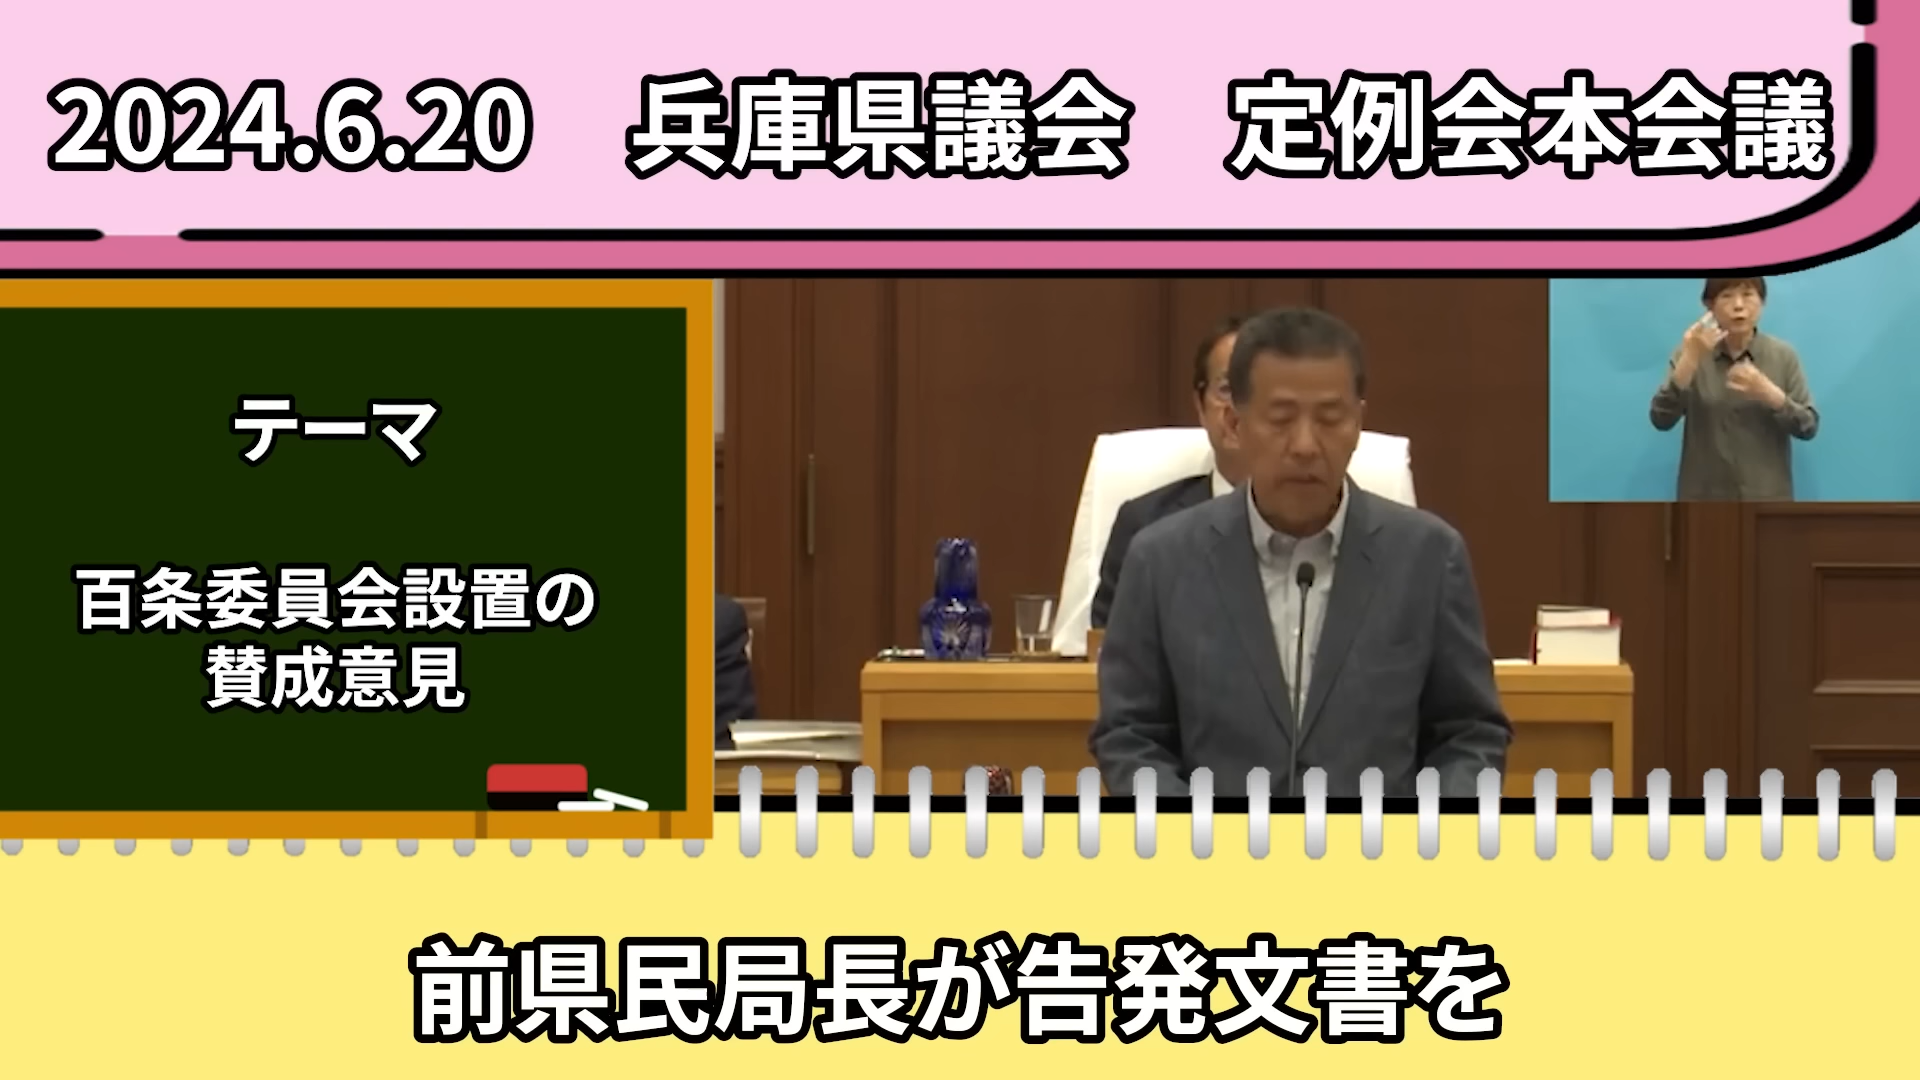 2024.6.20　兵庫県議会　定例会本会議
テーマ
百条委員会設置の
賛成意見
前県民局長が告発文書を